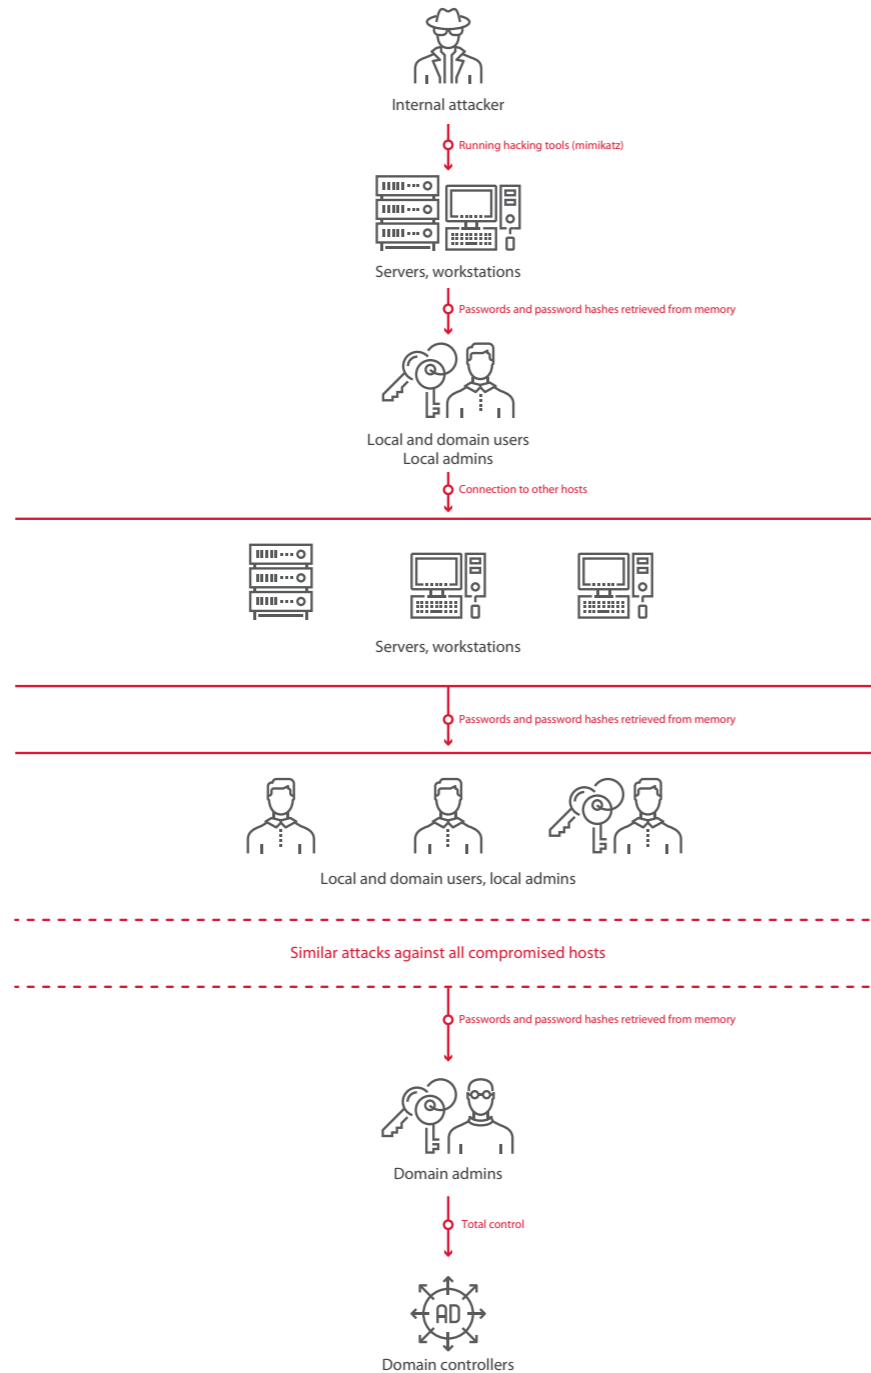 Internal attacker
Running hacking tools (mimikatz)
Servers, workstations
Passwords and password hashes retrieved from memory
Local and domain users
Local admins
Connection to other hosts
Servers, workstations
Passwords and password hashes retrieved from memory
Local and domain users, local admins
Similar attacks against all compromised hosts
Passwords and password hashes retrieved from memory
Domain admins
Total control
AD
Domain controllers